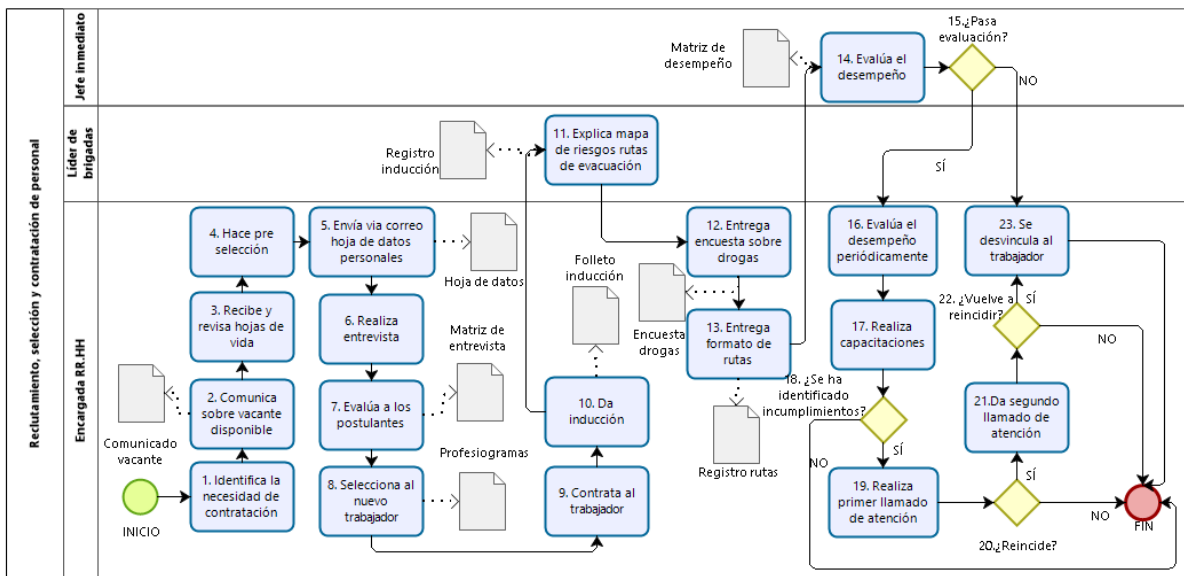 Reclutamiento, selección y contratación de personal
Jefe inmediato
Matriz de
desempeño
14. Evalúa el
desempeño
15.¿Pasa
evaluación?
NO
SÍ
Líder de
brigadas
Registro
inducción
11. Explica mapa
de riesgos rutas
de evacuación
Encargada RR.HH
INICIO
1. Identifica la
necesidad de
contratación
2. Comunica
sobre vacante
disponible
Comunicado
vacante
3. Recibe y
revisa hojas de
vida
4. Hace pre
selección
5. Envía via correo
hoja de datos
personales
Hoja de datos
6. Realiza
entrevista
7. Evalúa a los
postulantes
Matriz de
entrevista
8. Selecciona al
nuevo
trabajador
Profesiogramas
9. Contrata al
trabajador
10. Da
inducción
Folleto
inducción
12. Entrega
encuesta sobre
drogas
Encuesta
drogas
13. Entrega
formato de
rutas
Registro rutas
16. Evalúa el
desempeño
periódicamente
17. Realiza
capacitaciones
18. ¿Se ha
identificado
incumplimientos?
NO
SÍ
19. Realiza
primer llamado
de atención
20.¿Reincide?
SÍ
NO
21.Da segundo
llamado de
atención
22. ¿Vuelve a
reincidir?
SÍ
NO
23. Se
desvincula al
trabajador
FIN